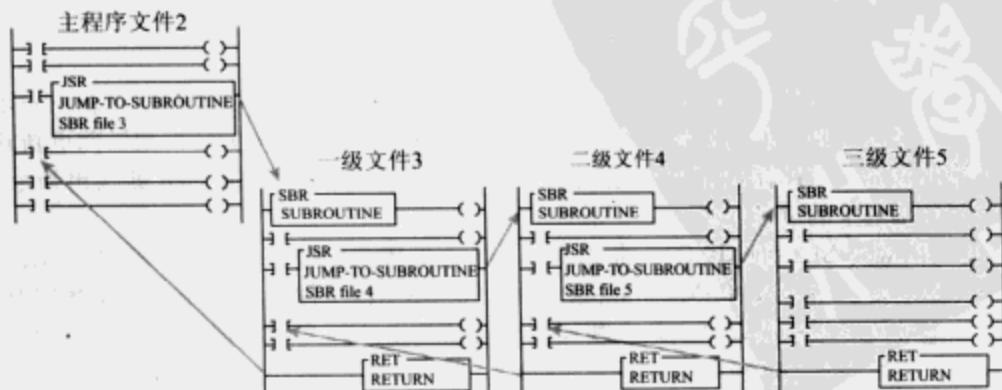 主程序文件2
JSR
JUMP-TO-SUBROUTINE
SBR file 3
一级文件3
SBR
SUBROUTINE
JSR
JUMP-TO-SUBROUTINE
SBR file 4
RET
RETURN
二级文件4
SBR
SUBROUTINE
JSR
JUMP-TO-SUBROUTINE
SBR file 5
RET
RETURN
三级文件5
SBR
SUBROUTINE
RET
RETURN